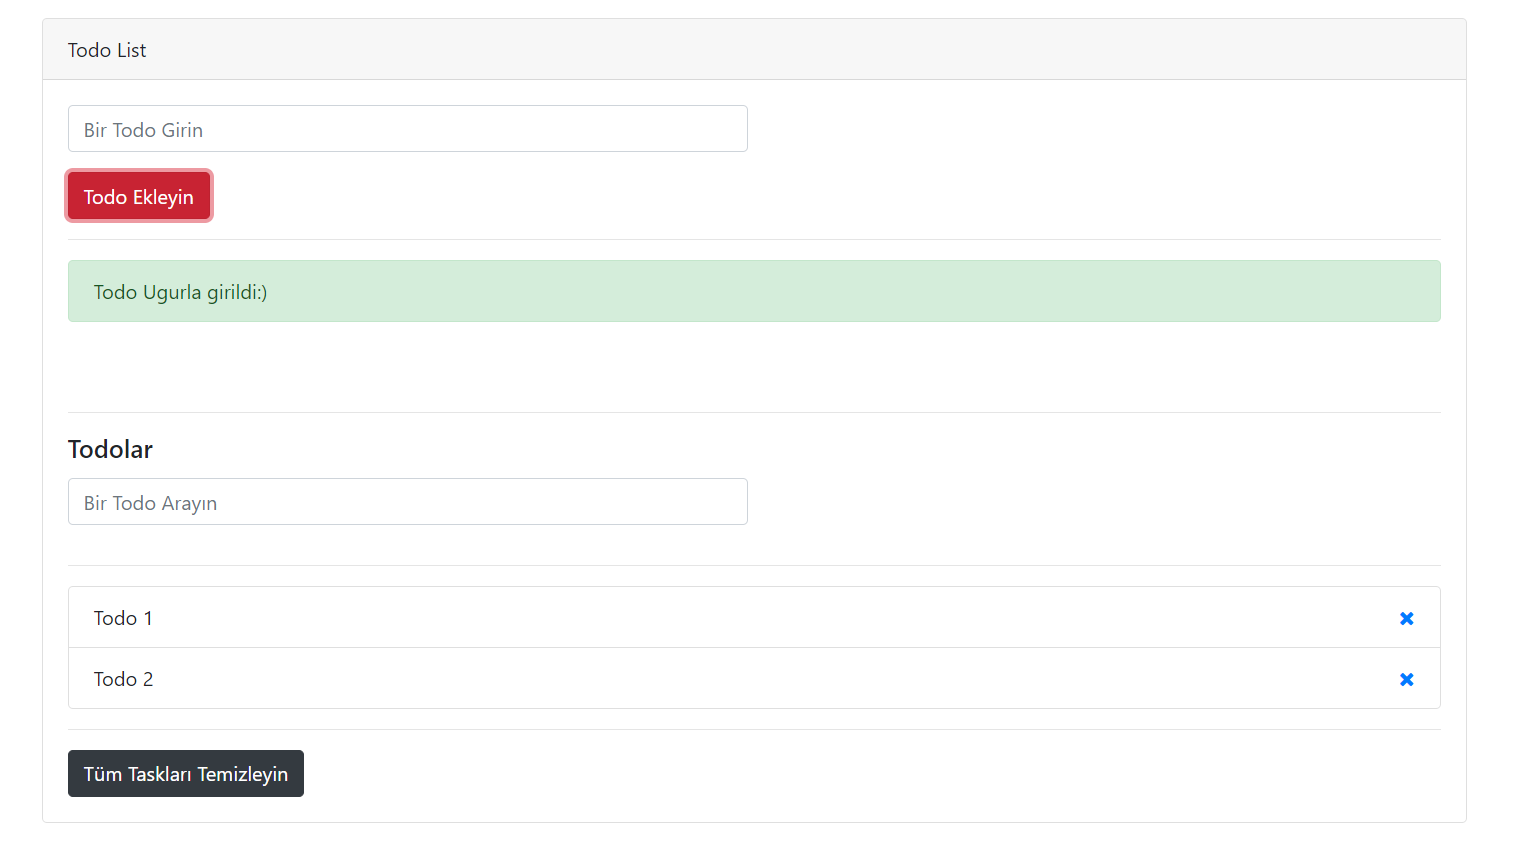 Todo List
Bir Todo Girin
Todo Ekleyin
Todo Ugurla girildi:)
Todolar
Bir Todo Arayın
Todo 1
Todo 2
Tüm Taskları Temizleyin